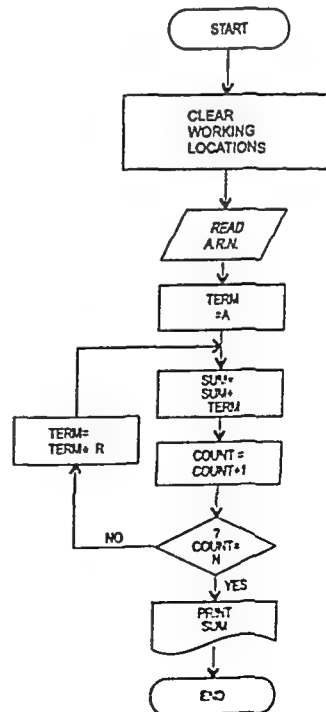 START
CLEAR
WORKING
LOCATIONS
READ
A.R.N.
TERM
=A
SUM=
SUM+
TERM
TERM=
TERM+ R
COUNT =
COUNT+1
?
COUNT=
N
NO
YES
PRINT
SUM
END